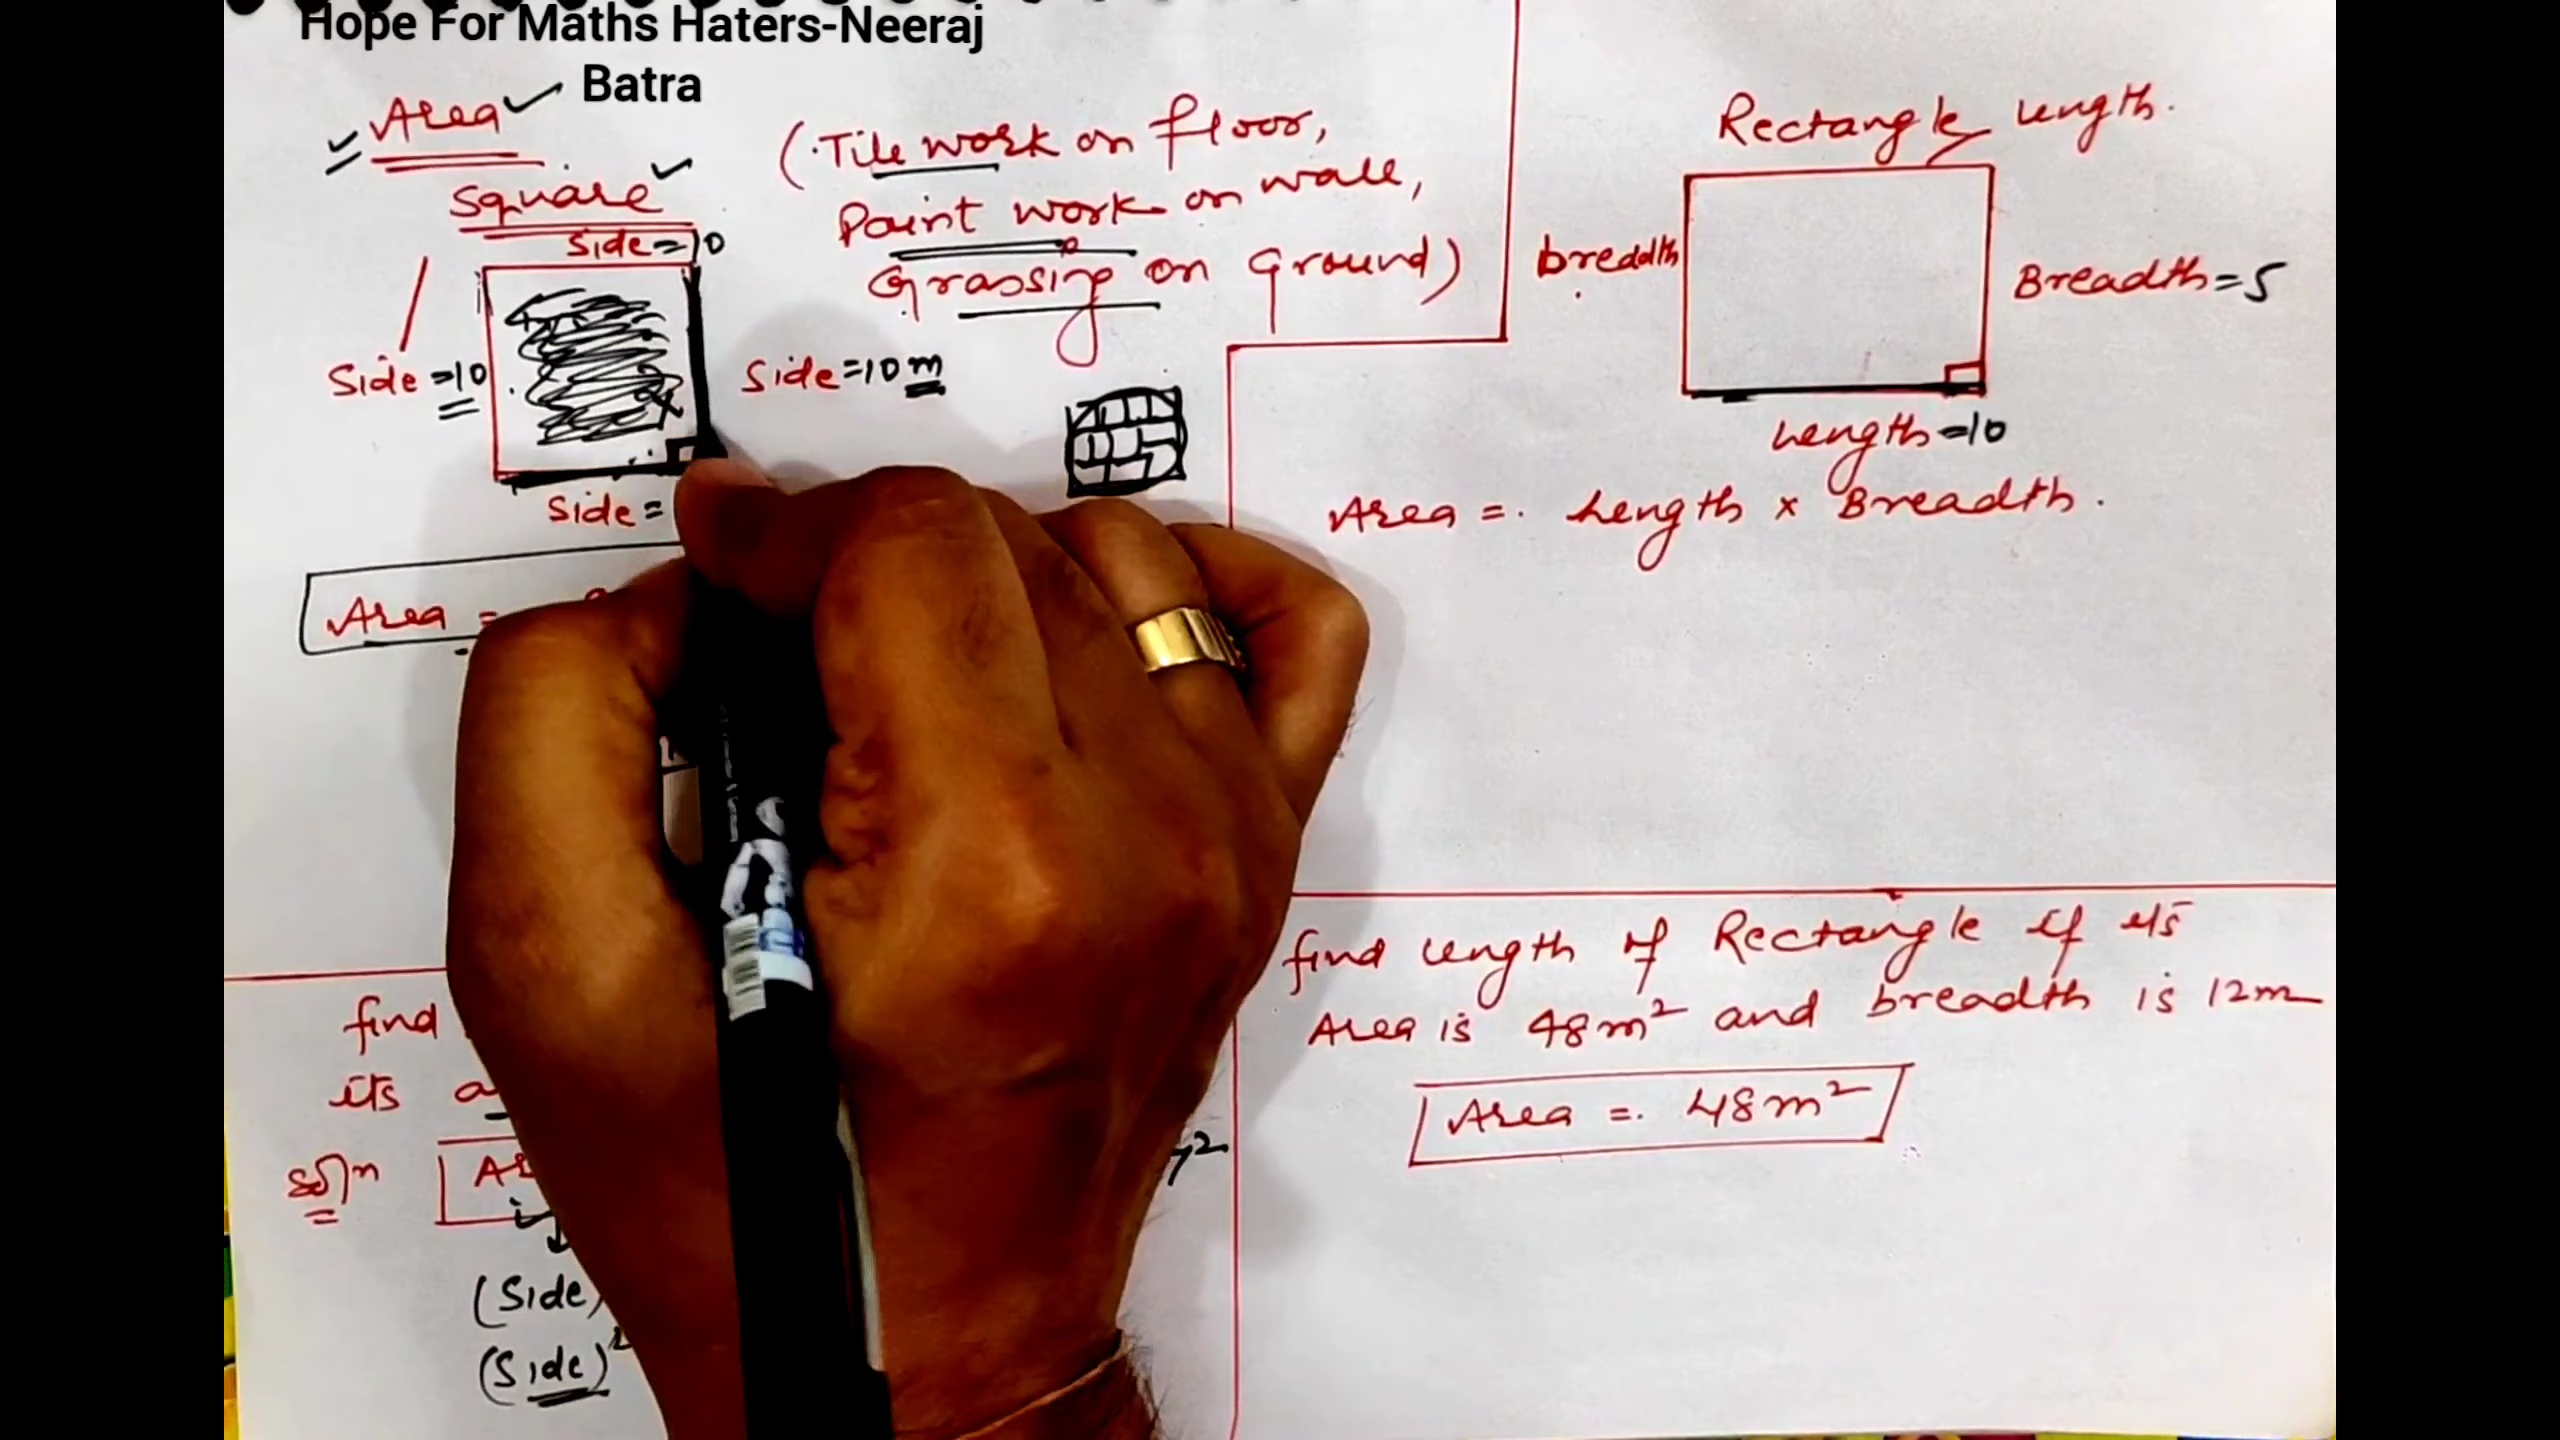 Hope For Maths Haters-Neeraj
Batra
Area
Square
Side=10
Side=10
Side=10m
Side=
Area =
(Tile work on floor,
Paint work on wall,
Grassing on Ground)
Rectangle length.
breadth
Breadth=5
Length=10
Area =. Length x Breadth.
find
its
Soln
(Side)
(Side)²
find length of Rectangle if its
Area is 48m² and breadth is 12m
Area =. 48m²